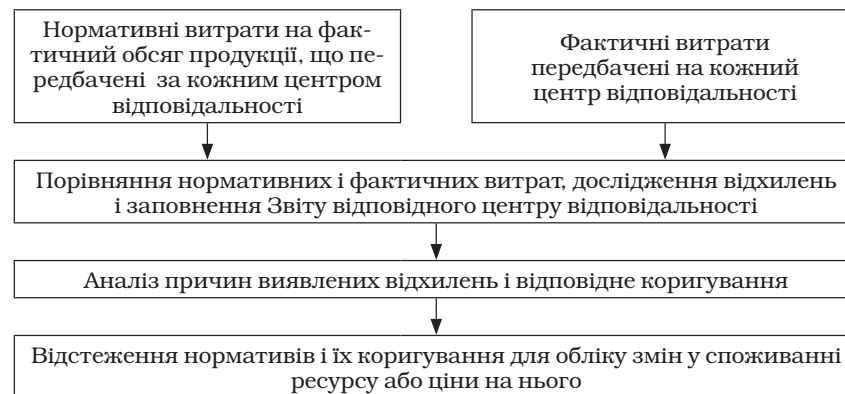 Нормативні витрати на фак-
тичний обсяг продукції, що пе-
редбачені за кожним центром
відповідальності
Фактичні витрати
передбачені на кожний
центр відповідальності
Порівняння нормативних і фактичних витрат, дослідження відхилень
і заповнення Звіту відповідного центру відповідальності
Аналіз причин виявлених відхилень і відповідне коригування
Відстеження нормативів і їх коригування для обліку змін у споживанні
ресурсу або ціни на нього